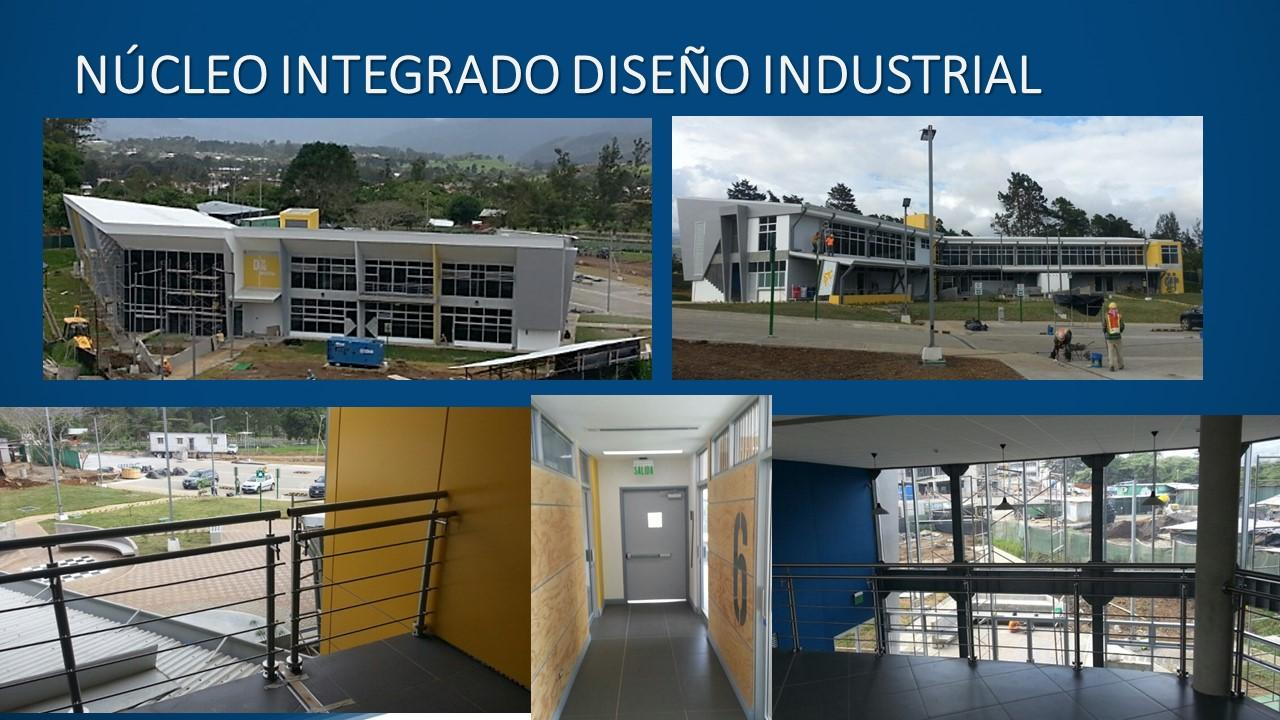 NÚCLEO INTEGRADO DISEÑO INDUSTRIAL
SALIDA
6